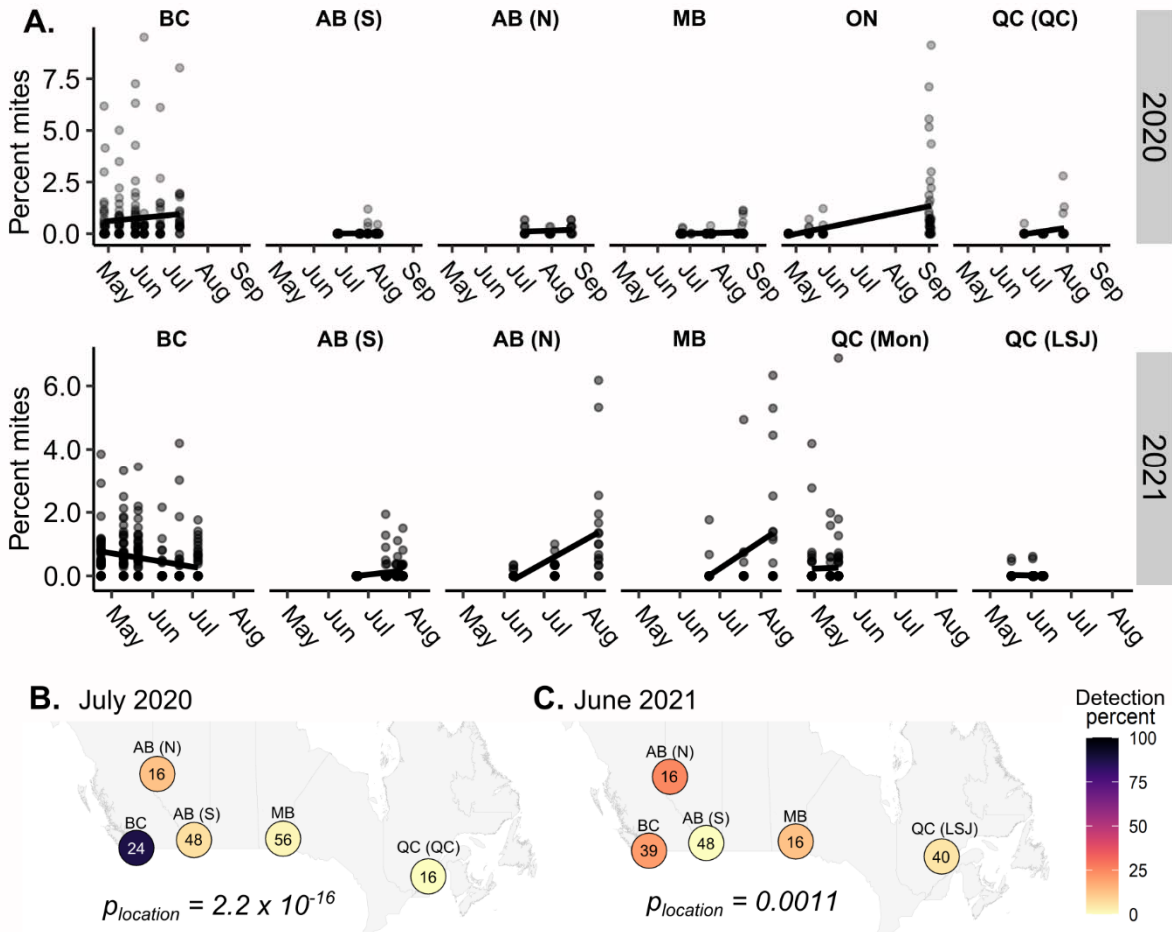 A.
BC AB (S) AB (N) MB ON QC (QC)
Percent mites
7.5
5.0
2.5
0.0
2020
May Jun Jul Aug Sep May Jun Jul Aug Sep May Jun Jul Aug Sep May Jun Jul Aug Sep May Jun Jul Aug Sep May Jun Jul Aug Sep
BC AB (S) AB (N) MB QC (Mon) QC (LSJ)
Percent mites
6.0
4.0
2.0
0.0
2021
May Jun Jul Aug May Jun Jul Aug May Jun Jul Aug May Jun Jul Aug May Jun Jul Aug May Jun Jul Aug
B. July 2020
AB (N)
16
BC
24
AB (S)
48
MB
56
QC (QC)
16
plocation = 2.2 x 10-16
C. June 2021
AB (N)
16
BC
39
AB (S)
48
MB
16
QC (LSJ)
40
plocation = 0.0011
Detection
percent
100
75
50
25
0